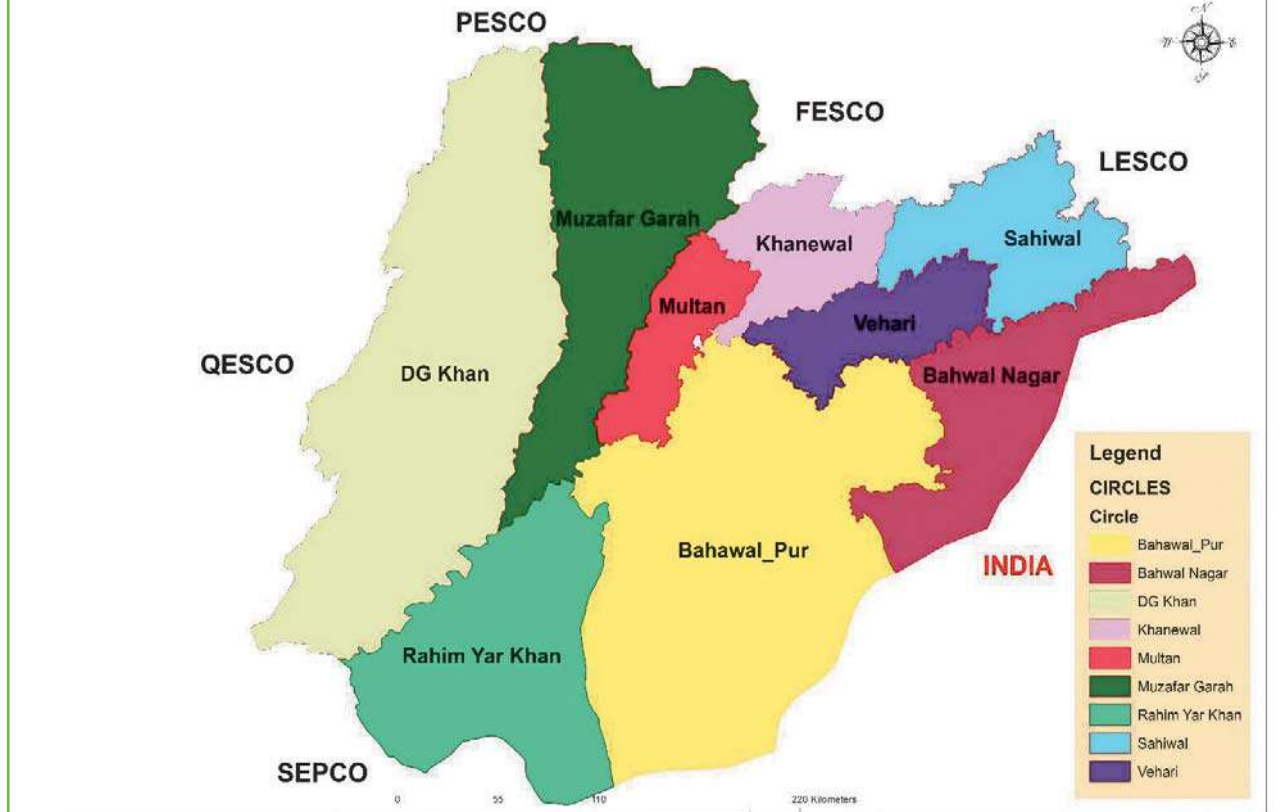 PESCO
N
W
E
FESCO
LESCO
Muzafar Garah
Khanewal
Sahiwal
Multan
Vehari
QESCO
DG Khan
Bahwal Nagar
Legend
CIRCLES
Circle
Bahawal_Pur
Bahwal Nagar
DG Khan
Khanewal
Multan
Muzafar Garah
Rahim Yar Khan
Sahiwal
Vehari
Bahawal_Pur
INDIA
Rahim Yar Khan
SEPCO
0 55 110 220 Kilometers